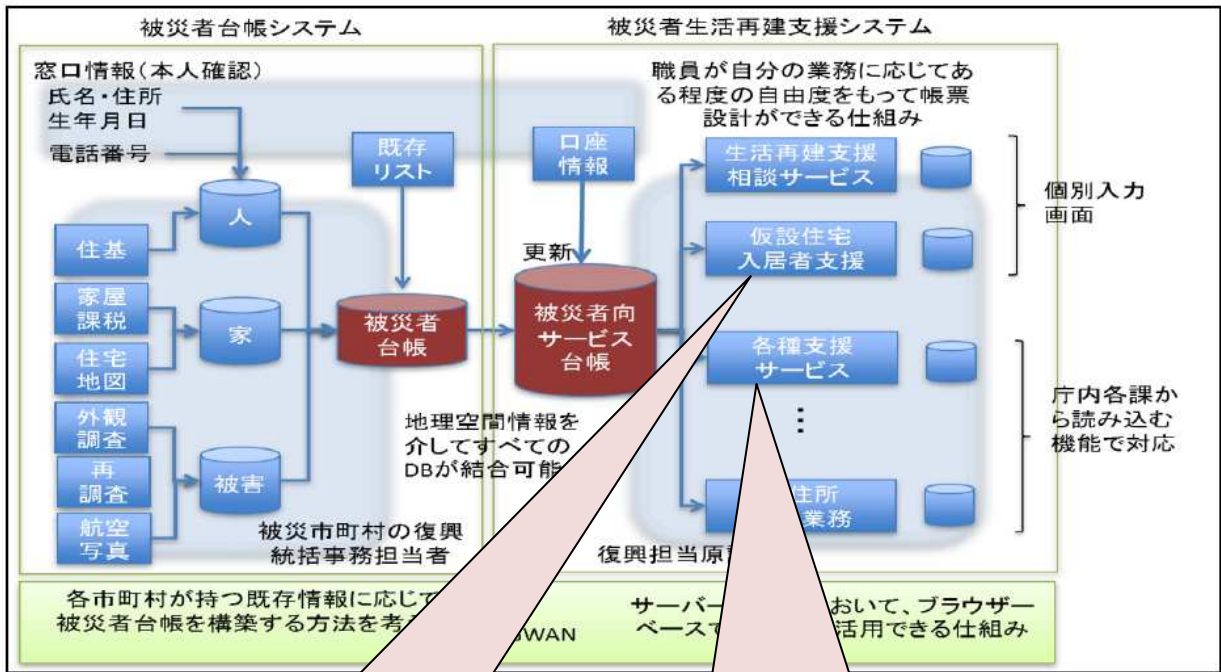 被災者台帳システム
被災者生活再建支援システム
窓口情報(本人確認)
氏名・住所
生年月日
電話番号
既存
リスト
口座
情報
職員が自分の業務に応じてあ
る程度の自由度をもって帳票
設計ができる仕組み
人
住基
家屋
課税
住宅
地図
家
外観
調査
再
調査
航空
写真
被害
被災者
台帳
更新
被災者向
サービス
台帳
生活再建支援
相談サービス
仮設住宅
入居者支援
各種支援
サービス
⋮
住所
業務
個別入力
画面
庁内各課か
ら読み込む
機能で対応
地理空間情報を
介してすべての
DBが結合可能
被災市町村の復興
統括事務担当者
復興担当原
各市町村が持つ既存情報に応じて
被災者台帳を構築する方法を考
GWAN
サーバー
おいて、ブラウザー
ベースで
活用できる仕組み